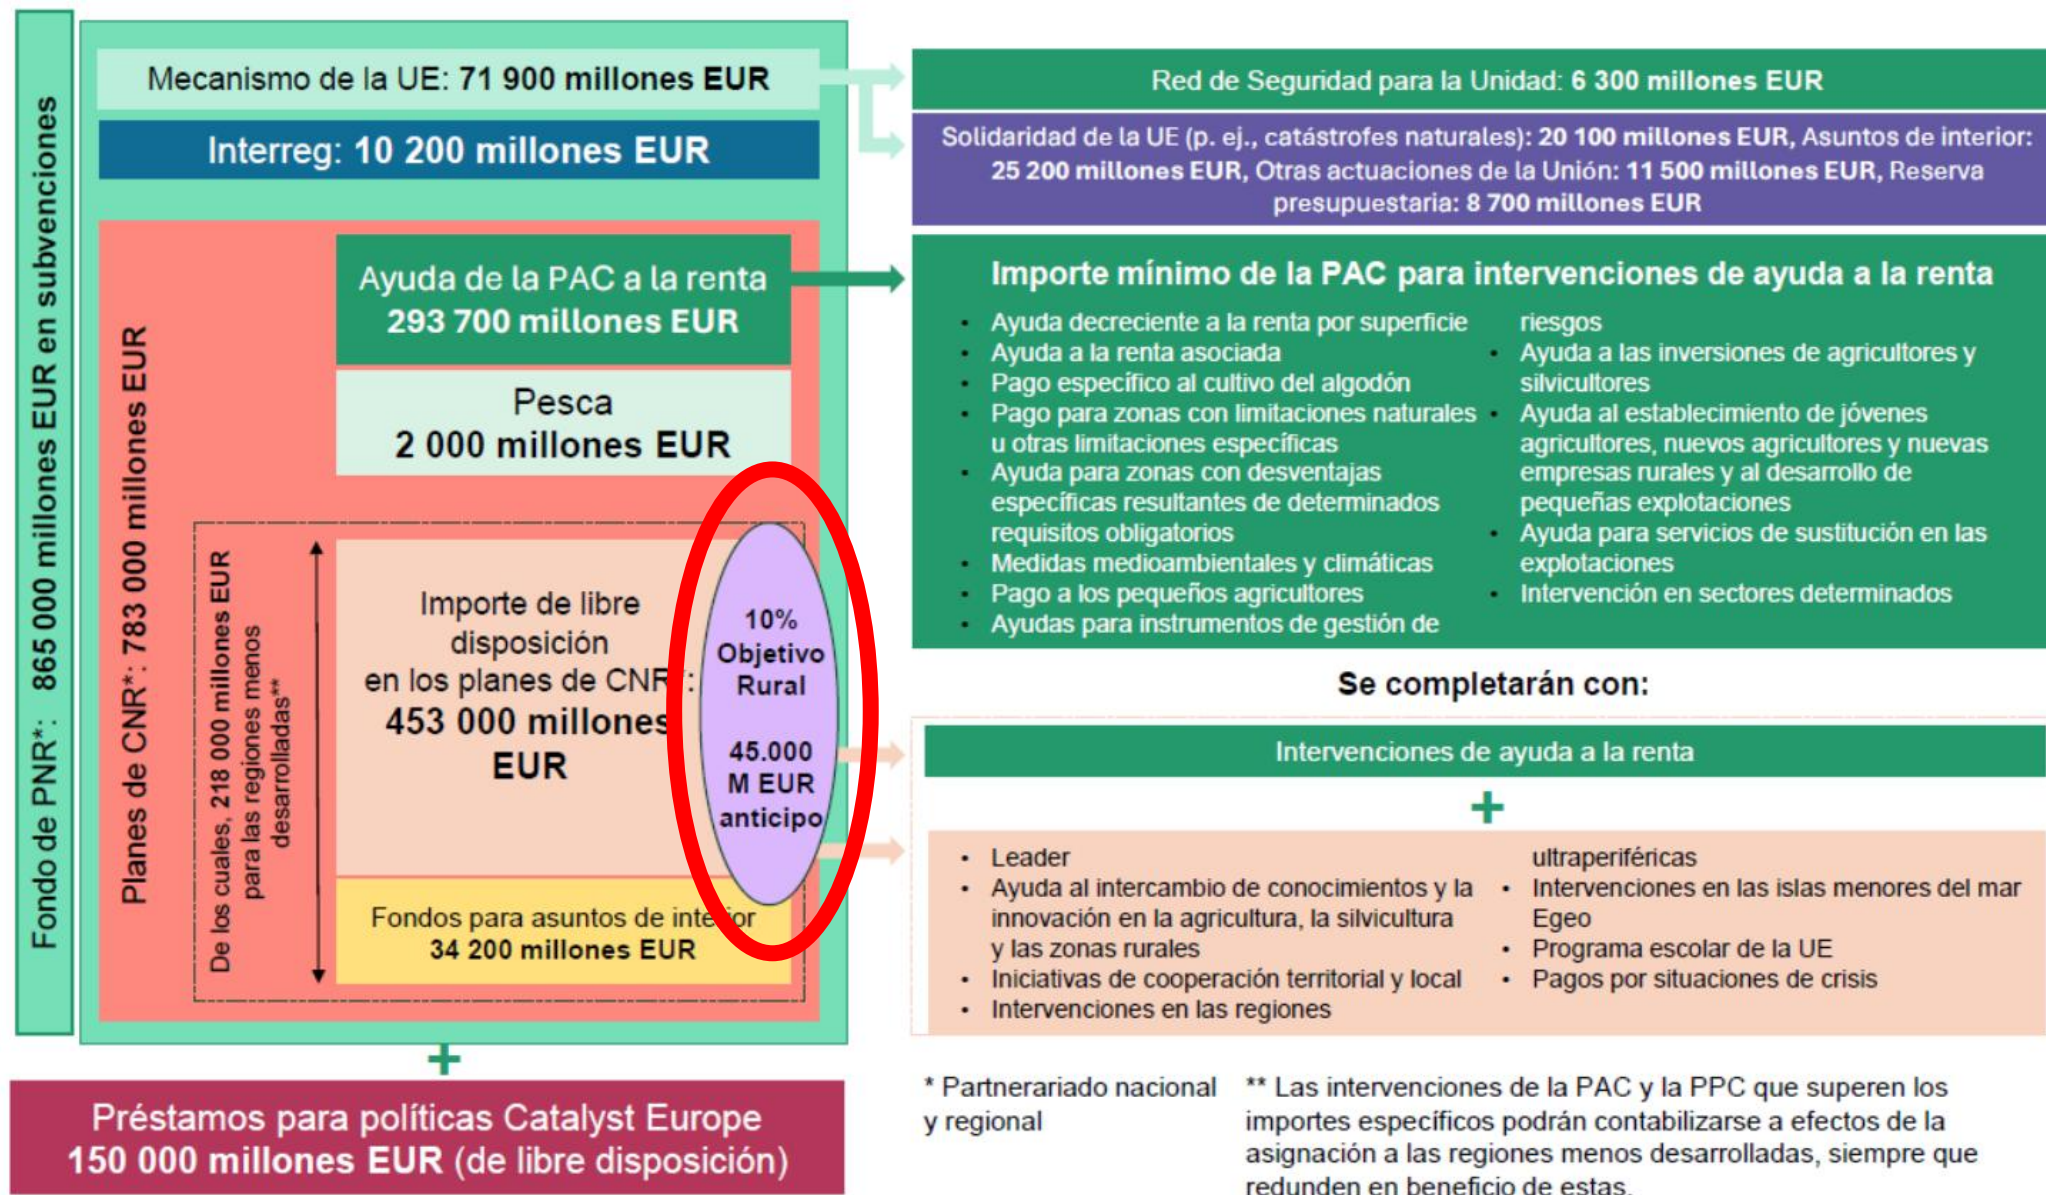 Fondo de PNR*: 865 000 millones EUR en subvenciones
Mecanismo de la UE: 71 900 millones EUR
Interreg: 10 200 millones EUR
Planes de CNR*: 783 000 millones EUR
Ayuda de la PAC a la renta
293 700 millones EUR
Pesca
2 000 millones EUR
De los cuales, 218 000 millones EUR
para las regiones menos
desarrolladas**
Importe de libre
disposición
en los planes de CNR*:
453 000 millones
EUR
10%
Objetivo
Rural
45.000
M EUR
anticipo
Fondos para asuntos de interior
34 200 millones EUR
+
Préstamos para políticas Catalyst Europe
150 000 millones EUR (de libre disposición)
Red de Seguridad para la Unidad: 6 300 millones EUR
Solidaridad de la UE (p. ej., catástrofes naturales): 20 100 millones EUR, Asuntos de interior:
25 200 millones EUR, Otras actuaciones de la Unión: 11 500 millones EUR, Reserva
presupuestaria: 8 700 millones EUR
Importe mínimo de la PAC para intervenciones de ayuda a la renta
• Ayuda decreciente a la renta por superficie
• Ayuda a la renta asociada
• Pago específico al cultivo del algodón
• Pago para zonas con limitaciones naturales
u otras limitaciones específicas
• Ayuda para zonas con desventajas
específicas resultantes de determinados
requisitos obligatorios
• Medidas medioambientales y climáticas
• Pago a los pequeños agricultores
• Ayudas para instrumentos de gestión de
riesgos
• Ayuda a las inversiones de agricultores y
silvicultores
• Ayuda al establecimiento de jóvenes
agricultores, nuevos agricultores y nuevas
empresas rurales y al desarrollo de
pequeñas explotaciones
• Ayuda para servicios de sustitución en las
explotaciones
• Intervención en sectores determinados
Se completarán con:
Intervenciones de ayuda a la renta
+
• Leader
• Ayuda al intercambio de conocimientos y la
innovación en la agricultura, la silvicultura
y las zonas rurales
• Iniciativas de cooperación territorial y local
• Intervenciones en las regiones
ultraperiféricas
• Intervenciones en las islas menores del mar
Egeo
• Programa escolar de la UE
• Pagos por situaciones de crisis
* Partnerariado nacional
y regional
** Las intervenciones de la PAC y la PPC que superen los
importes específicos podrán contabilizarse a efectos de la
asignación a las regiones menos desarrolladas, siempre que
redunden en beneficio de estas.